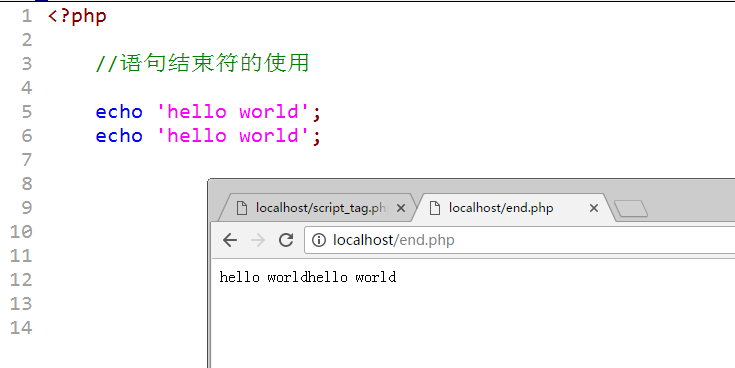 1 <?php
2
3 //语句结束符的使用
4
5 echo 'hello world';
6 echo 'hello world';
7
8
9
10
11
12
13
14
localhost/script_tag.ph
localhost/end.php
localhost/end.php
hello worldhello world